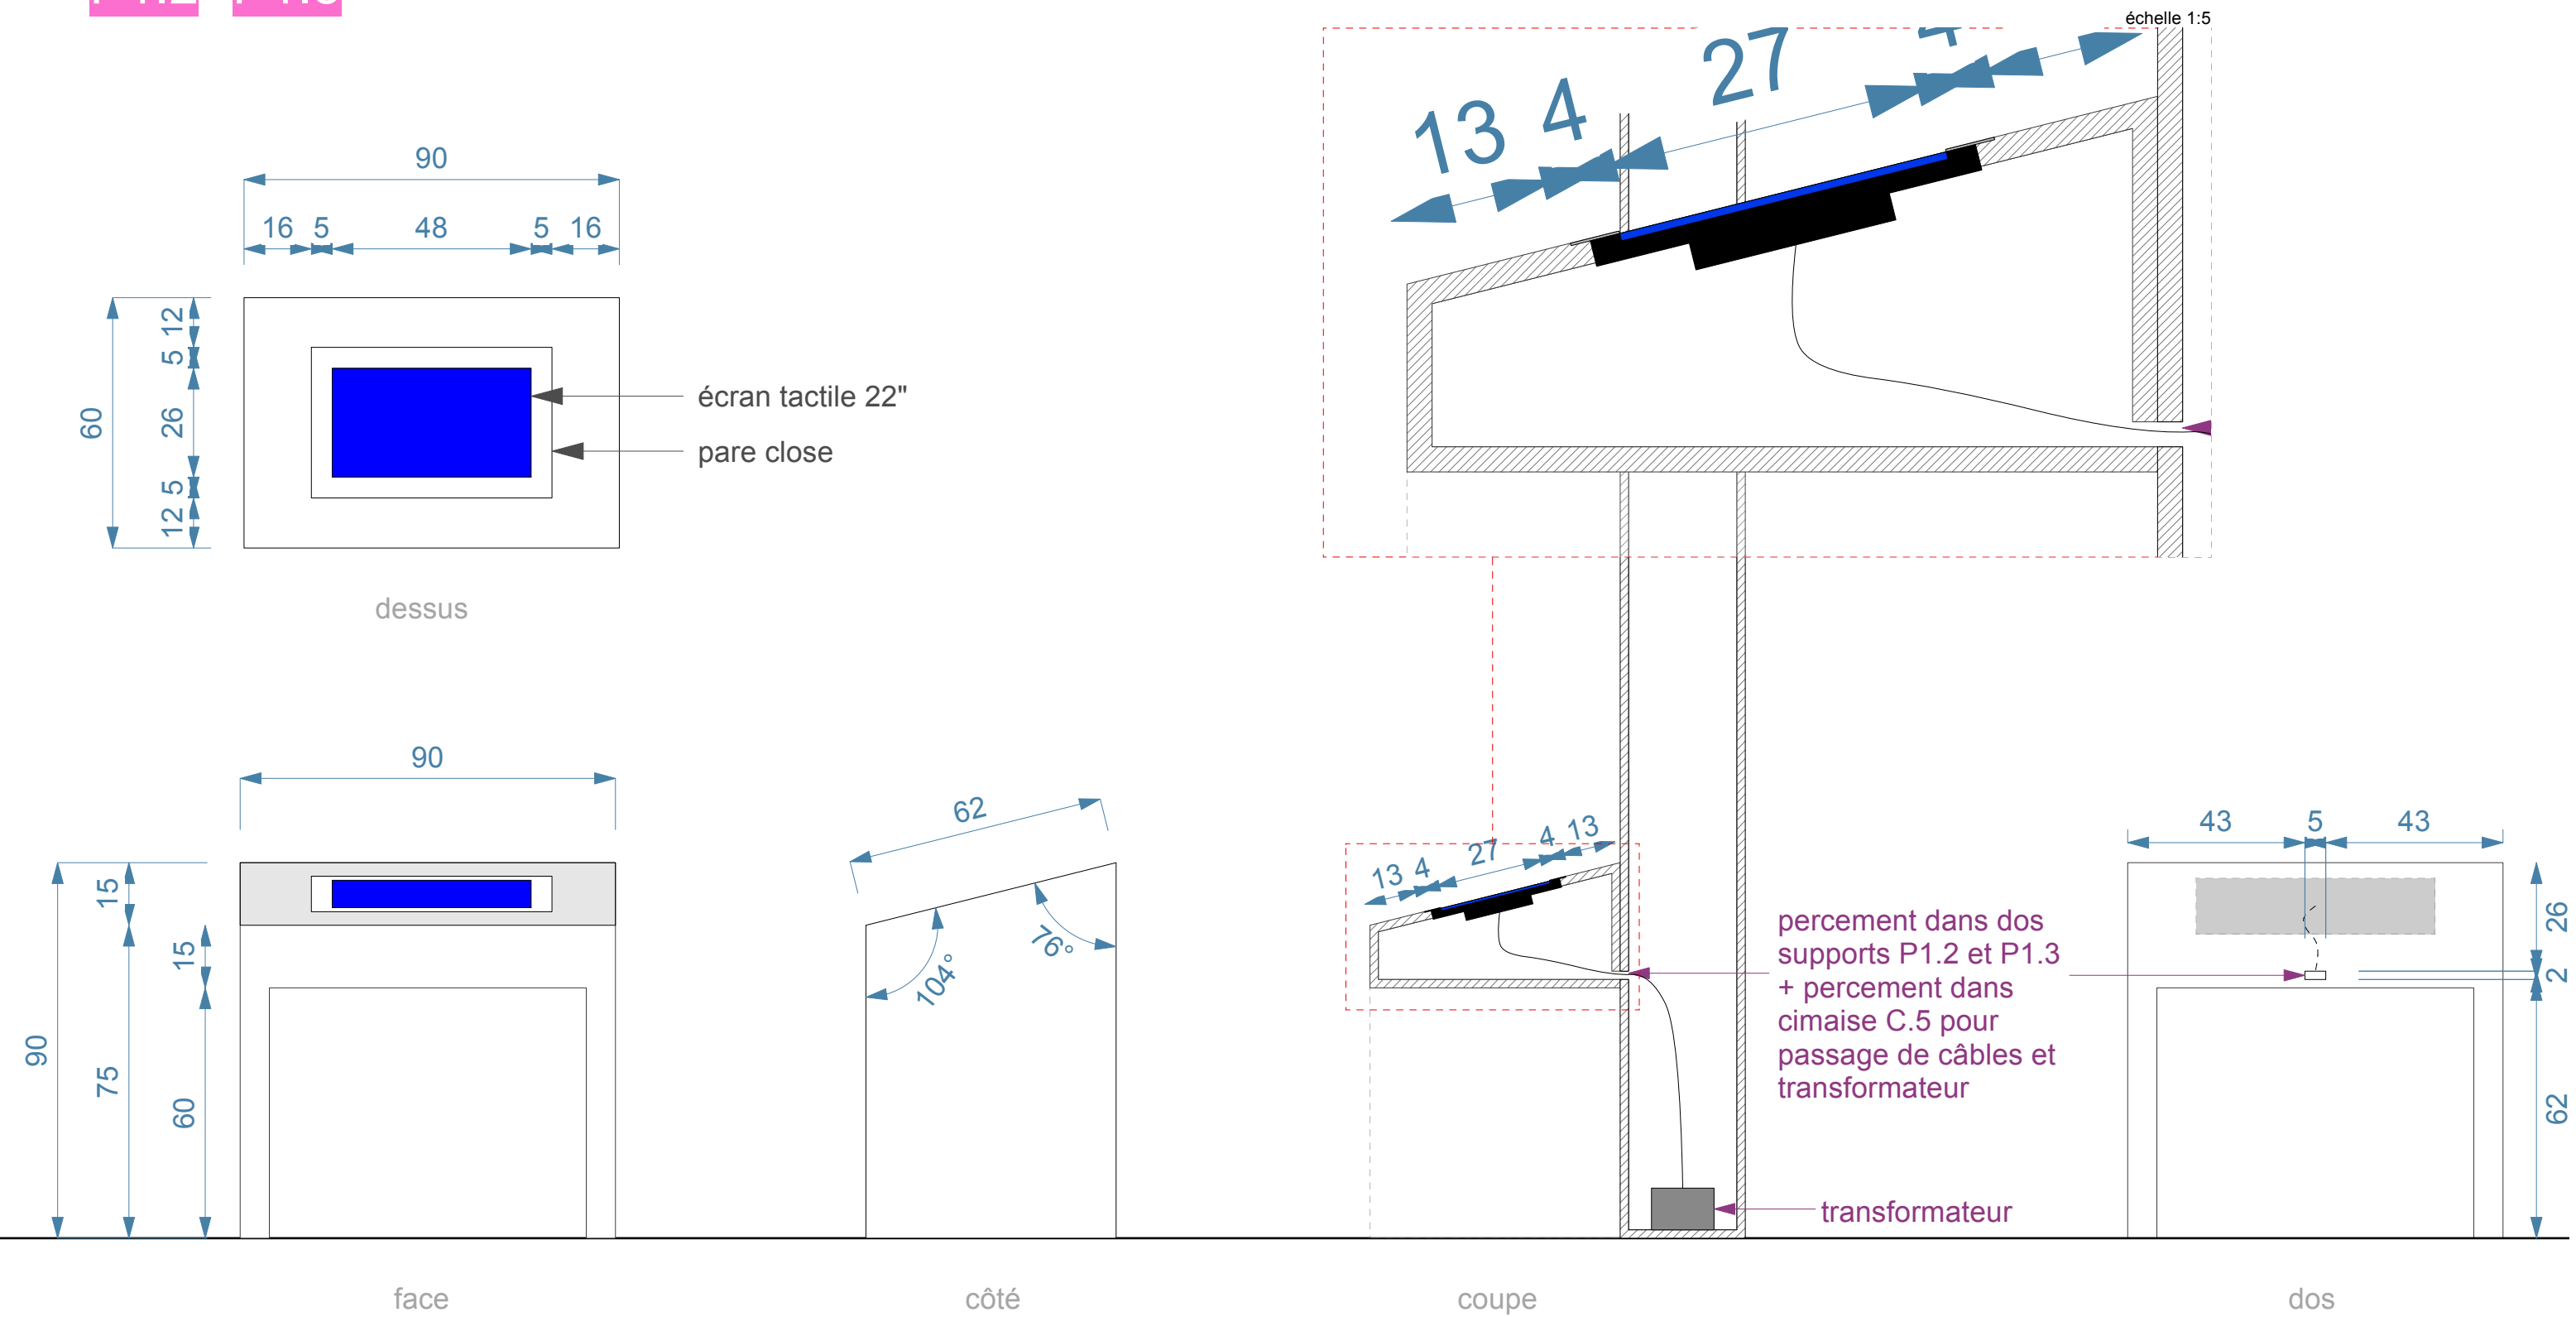 échelle 1:5
13 4 27
90
16 5 48 5 16
60
12
5
26
5
12
écran tactile 22"
pare close
dessus
90
90
15
75
15
60
face
62
104°
76°
côté
13 4 27 4 13
percement dans dos
supports P1.2 et P1.3
+ percement dans
cimaise C.5 pour
passage de câbles et
transformateur
transformateur
coupe
43 5 43
26
2
62
dos